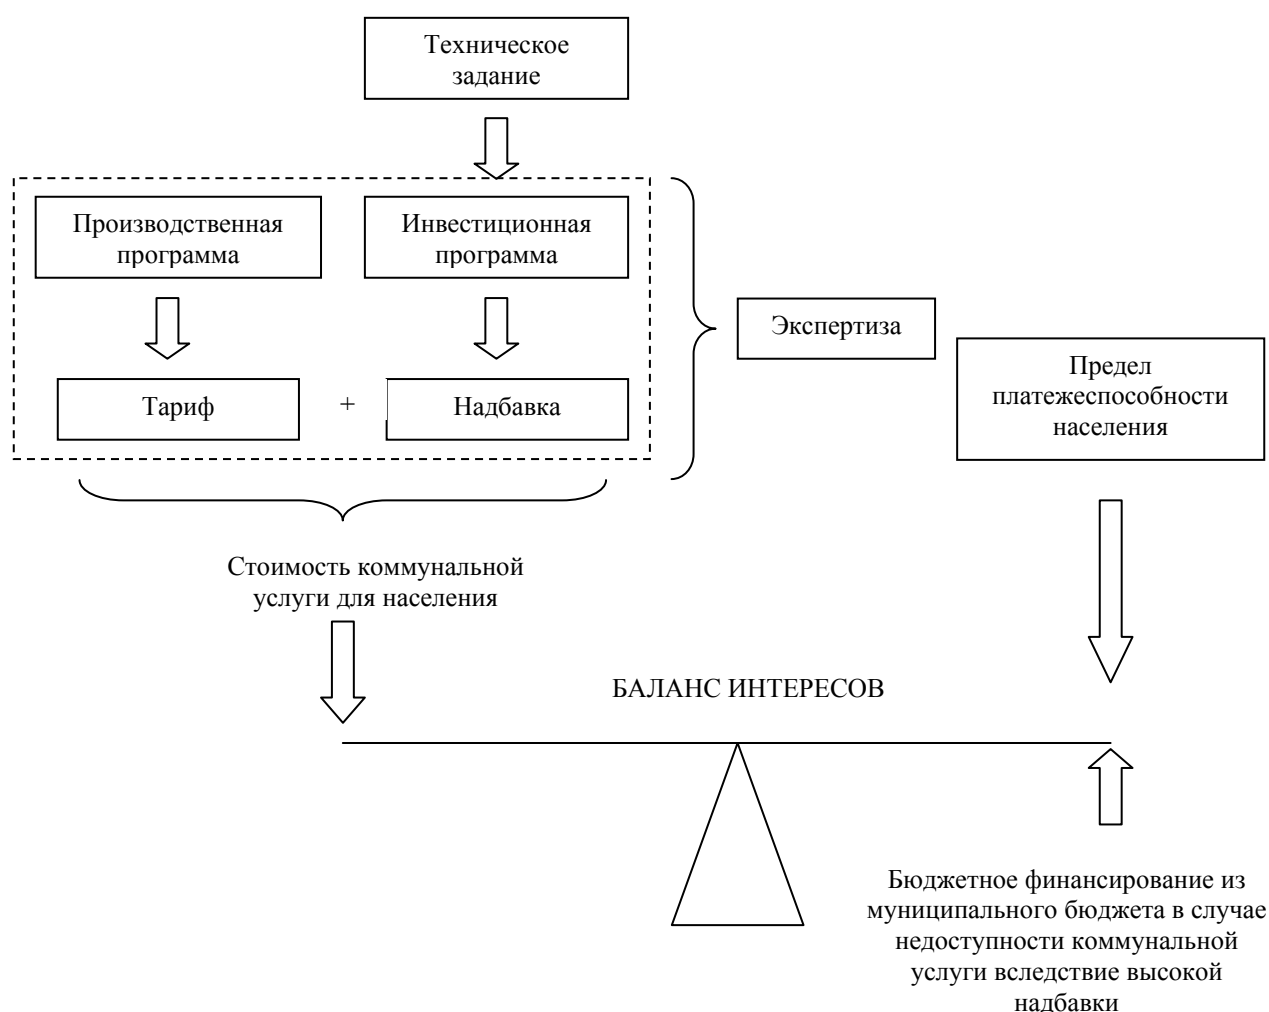 Техническое
задание
Производственная
программа
Инвестиционная
программа
Экспертиза
Предел
платежеспособности
населения
Тариф
+
Надбавка
Стоимость коммунальной
услуги для населения
БАЛАНС ИНТЕРЕСОВ
Бюджетное финансирование из
муниципального бюджета в случае
недоступности коммунальной
услуги вследствие высокой
надбавки